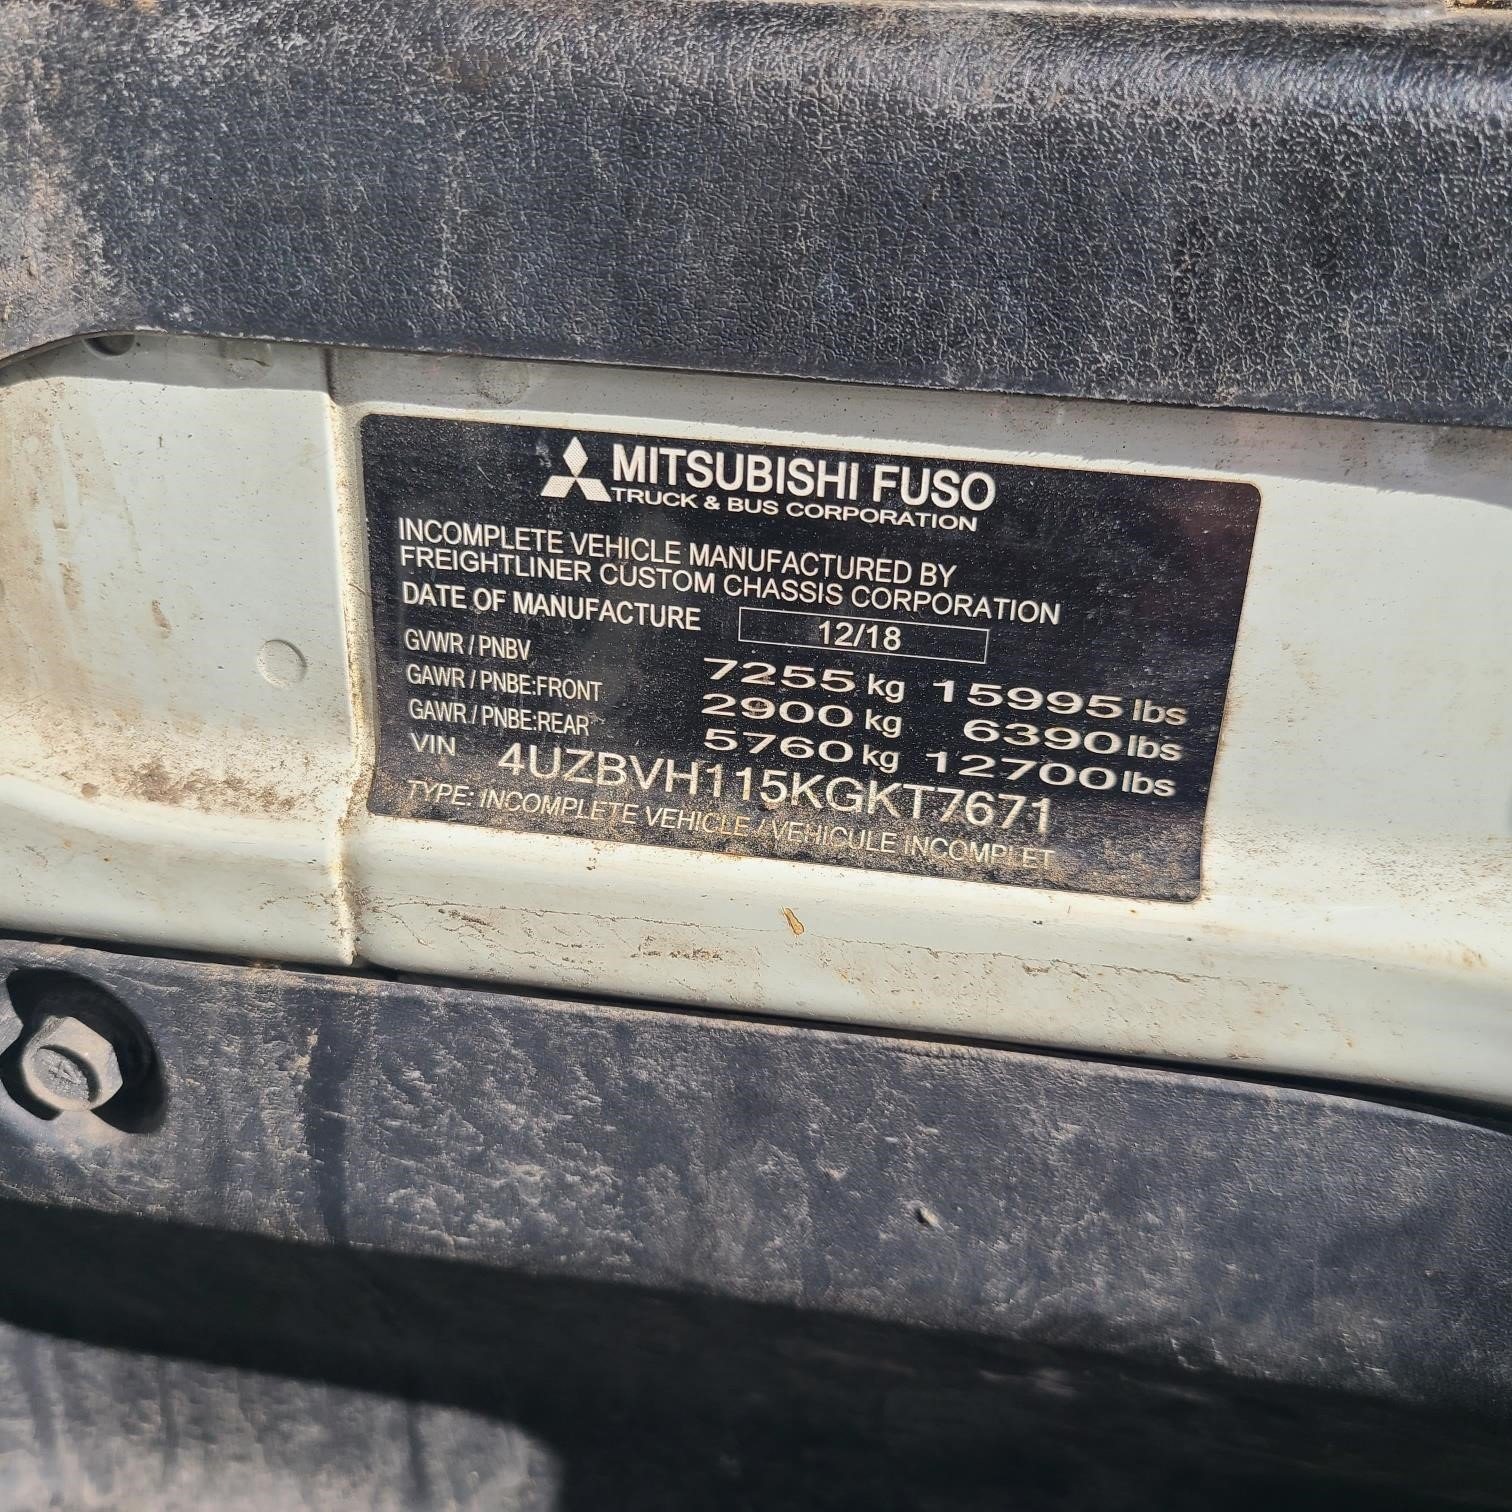 MITSUBISHI FUSO
TRUCK & BUS CORPORATION
INCOMPLETE VEHICLE MANUFACTURED BY
FREIGHTLINER CUSTOM CHASSIS CORPORATION
DATE OF MANUFACTURE 12/18
GVWR / PNBV 7255 kg 15995 lbs
GAWR / PNBE:FRONT 2900 kg 6390 lbs
GAWR / PNBE:REAR 5760 kg 12700 lbs
VIN 4UZBVH115KGKT7671
TYPE: INCOMPLETE VEHICLE / VEHICULE INCOMPLET